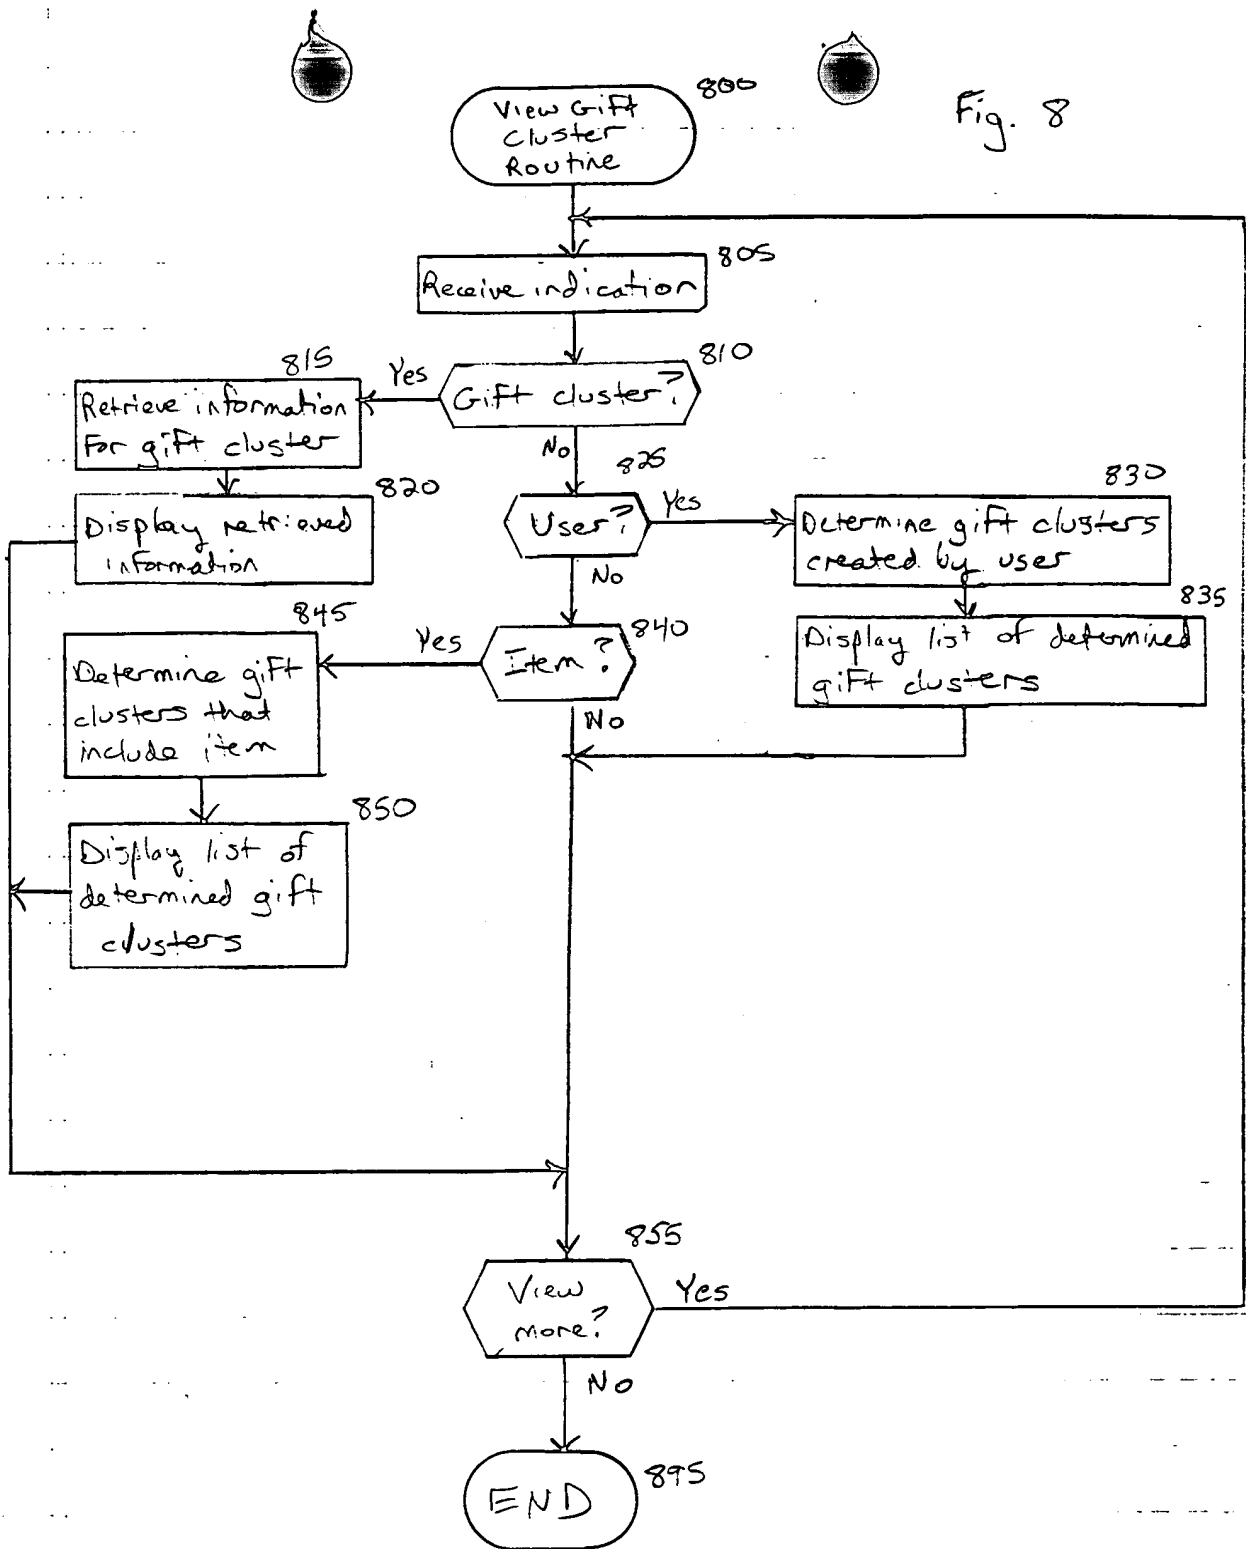 800
View Gift
Cluster
Routine
Fig. 8
805
Receive indication
810
Gift cluster?
Yes
No
815
Retrieve information
For gift cluster
820
Display retrieved
information
825
User?
Yes
No
830
Determine gift clusters
created by user
835
Display list of determined
gift clusters
840
Item?
Yes
No
845
Determine gift
clusters that
include item
850
Display list of
determined gift
clusters
855
View
more?
Yes
No
895
END